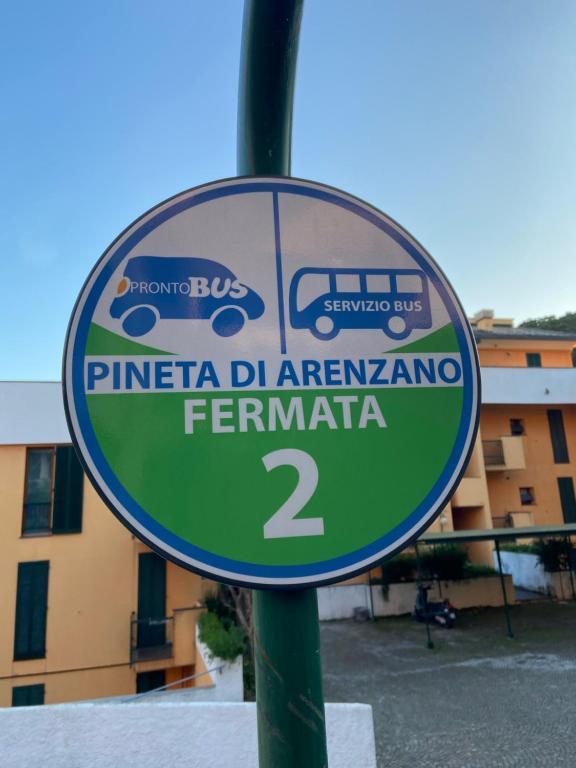 PRONTOBUS
SERVIZIO BUS
PINETA DI ARENZANO
FERMATA
2